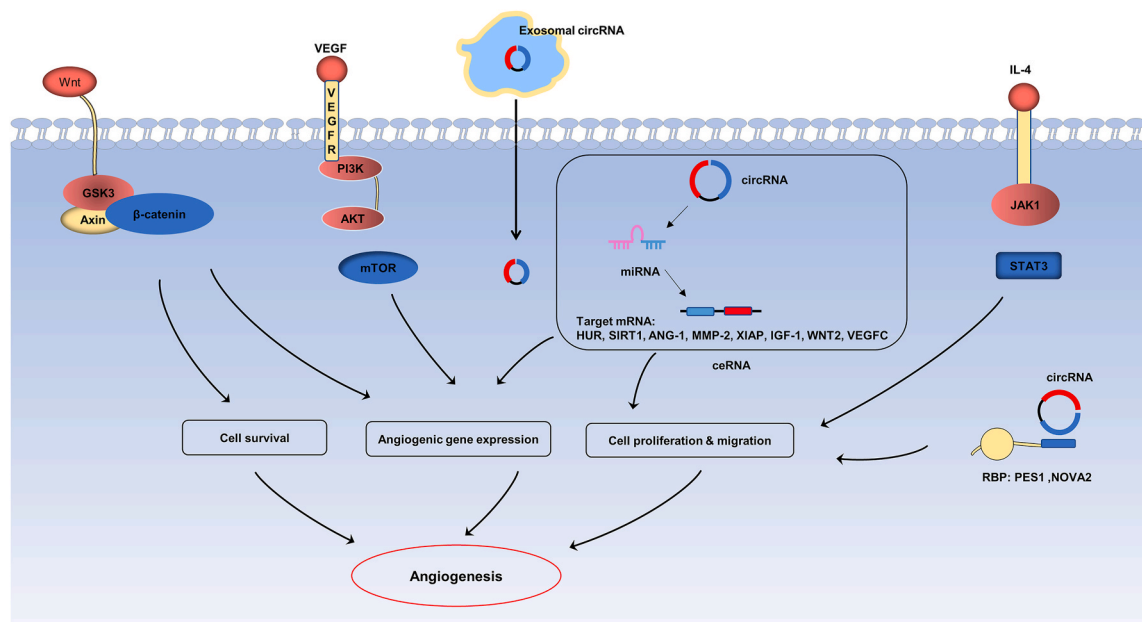 Exosomal circRNA
VEGF
IL-4
Wnt
VEGFR
PI3K
GSK3
Axin
β-catenin
AKT
mTOR
circRNA
miRNA
Target mRNA:
HUR, SIRT1, ANG-1, MMP-2, XIAP, IGF-1, WNT2, VEGFC
ceRNA
JAK1
STAT3
circRNA
RBP: PES1 ,NOVA2
Cell survival
Angiogenic gene expression
Cell proliferation & migration
Angiogenesis